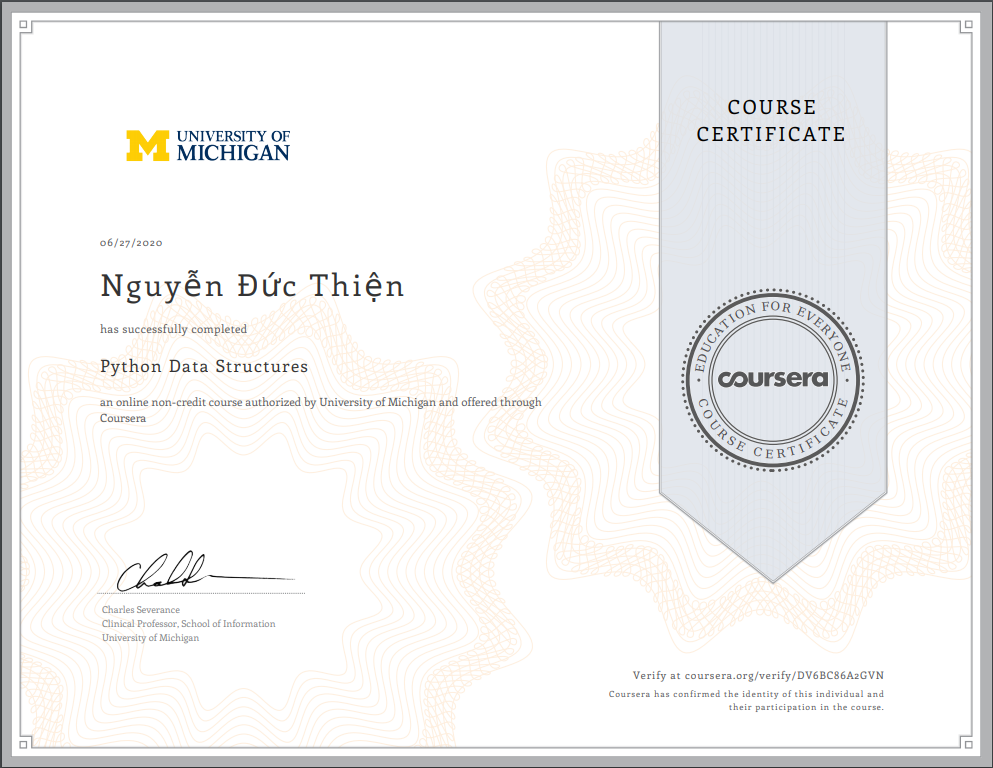 COURSE
CERTIFICATE
UNIVERSITY OF
MICHIGAN
06/27/2020
Nguyễn Đức Thiện
has successfully completed
Python Data Structures
an online non-credit course authorized by University of Michigan and offered through
Coursera
EDUCATION FOR EVERYONE
coursera
COURSE CERTIFICATE
Charles Severance
Clinical Professor, School of Information
University of Michigan
Verify at coursera.org/verify/DV6BC86A2GVN
Coursera has confirmed the identity of this individual and
their participation in the course.